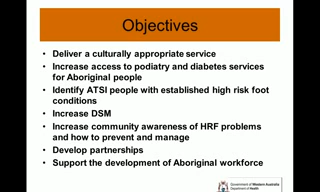 Objectives
• Deliver a culturally appropriate service
• Increase access to podiatry and diabetes services
for Aboriginal people
• Identify ATSI people with established high risk foot
conditions
• Increase DSM
• Increase community awareness of HRF problems
and how to prevent and manage
• Develop partnerships
• Support the development of Aboriginal workforce
Government of Western Australia
Department of Health